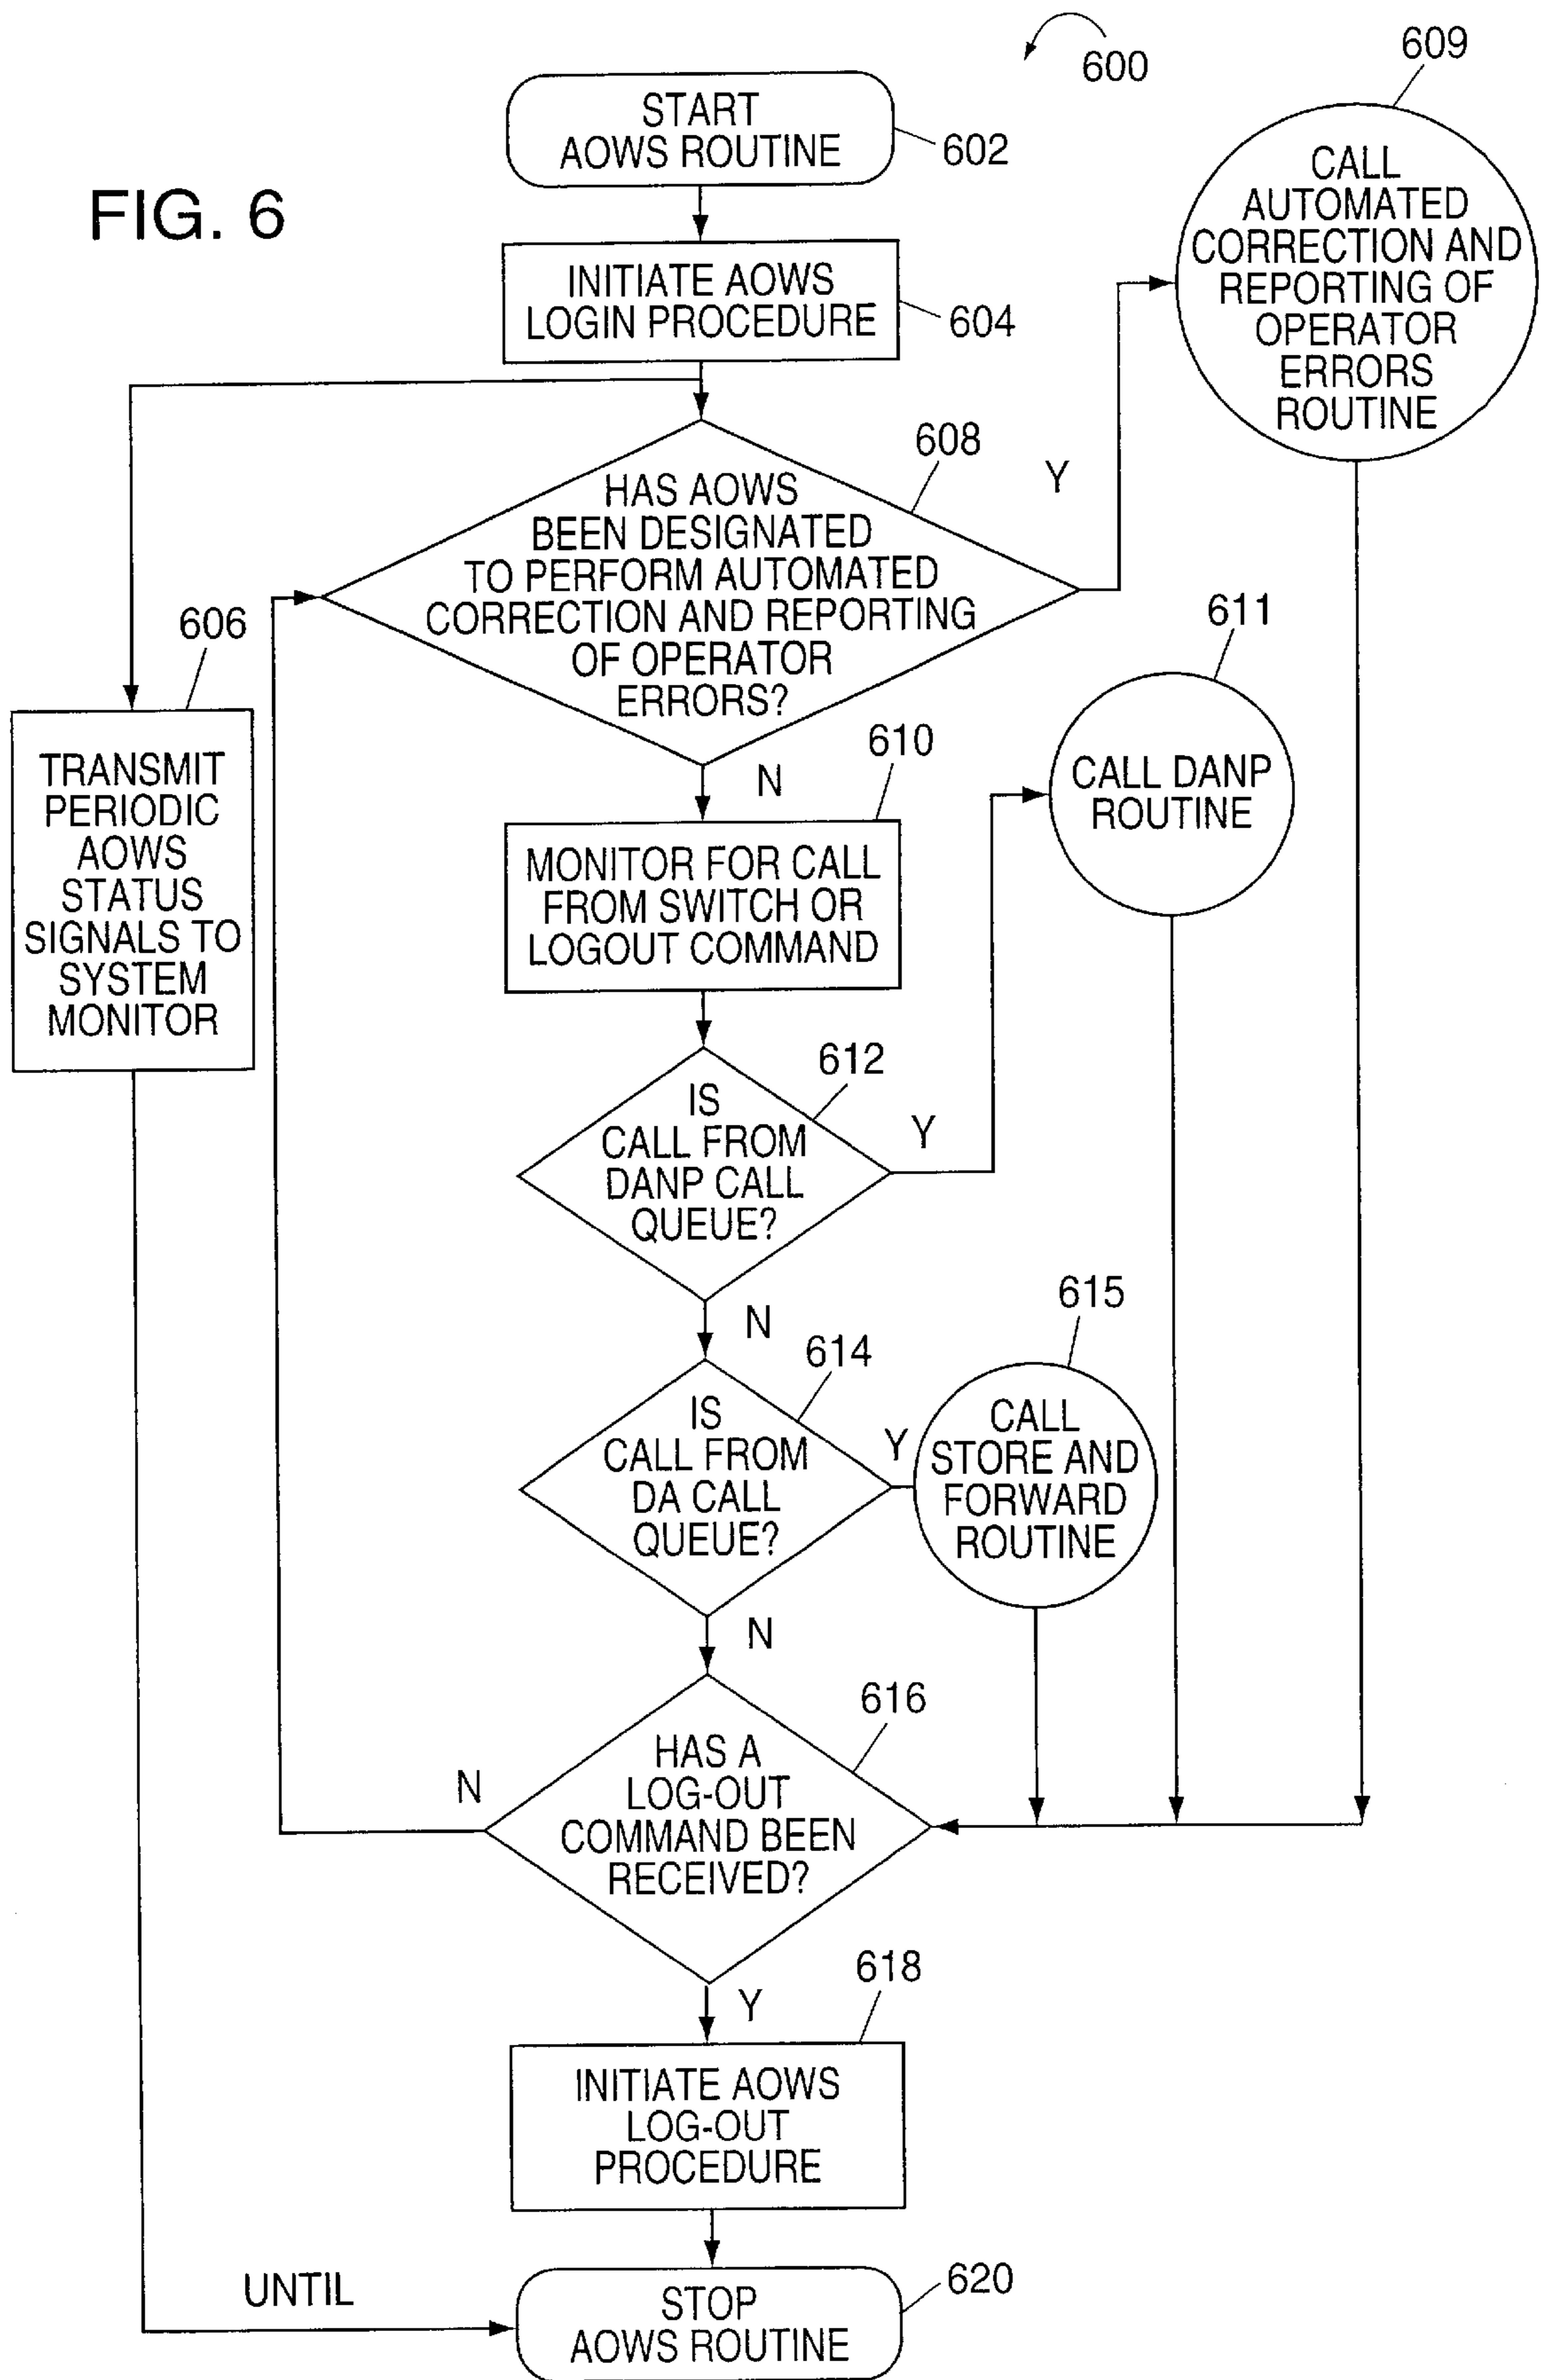 600
609
START
AOWS ROUTINE
602
FIG. 6
CALL
AUTOMATED
CORRECTION AND
REPORTING OF
OPERATOR
ERRORS
ROUTINE
INITIATE AOWS
LOGIN PROCEDURE
604
608
Y
HAS AOWS
BEEN DESIGNATED
TO PERFORM AUTOMATED
CORRECTION AND REPORTING
OF OPERATOR
ERRORS?
606
611
TRANSMIT
PERIODIC
AOWS
STATUS
SIGNALS TO
SYSTEM
MONITOR
N
610
CALL DANP
ROUTINE
MONITOR FOR CALL
FROM SWITCH OR
LOGOUT COMMAND
612
IS
CALL FROM
DANP CALL
QUEUE?
Y
N
615
614
IS
CALL FROM
DA CALL
QUEUE?
Y
CALL
STORE AND
FORWARD
ROUTINE
N
616
HAS A
LOG-OUT
COMMAND BEEN
RECEIVED?
N
Y
618
INITIATE AOWS
LOG-OUT
PROCEDURE
UNTIL
STOP
AOWS ROUTINE
620